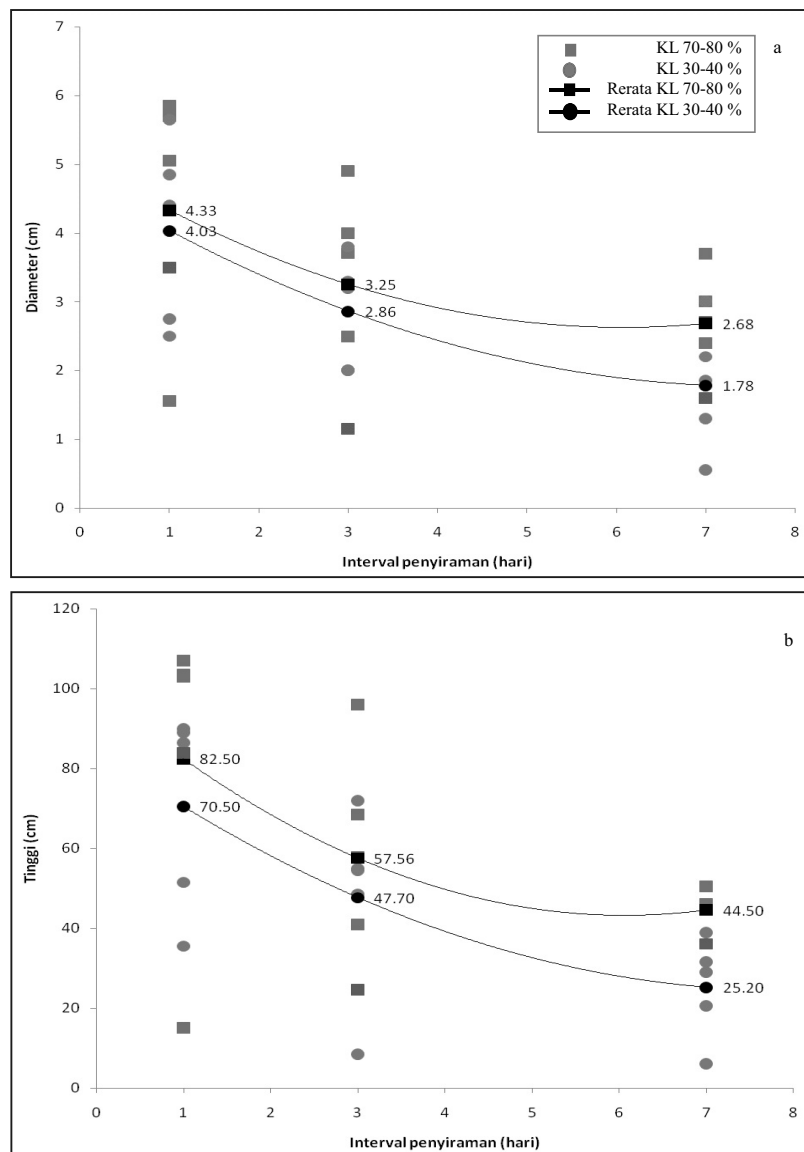 a
KL 70-80 %
KL 30-40 %
Rerata KL 70-80 %
Rerata KL 30-40 %
7
6
5
4
3
2
1
0
Diameter (cm)
4.33
4.03
3.25
2.86
2.68
1.78
0 1 2 3 4 5 6 7 8
Interval penyiraman (hari)
b
120
100
80
60
40
20
0
Tinggi (cm)
82.50
70.50
57.56
47.70
44.50
25.20
0 1 2 3 4 5 6 7 8
Interval penyiraman (hari)